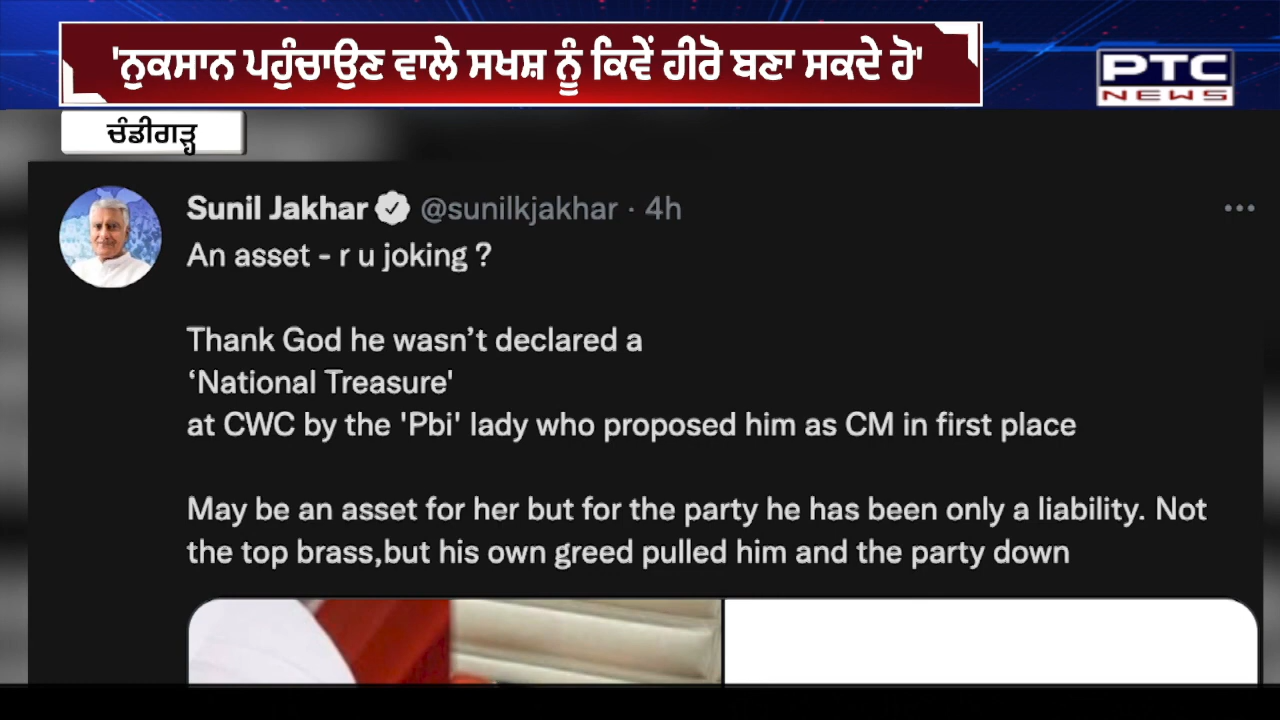 'ਨੁਕਸਾਨ ਪਹੁੰਚਾਉਣ ਵਾਲੇ ਸਖਸ਼ ਨੂੰ ਕਿਵੇਂ ਹੀਰੋ ਬਣਾ ਸਕਦੇ ਹੋ'
PTC
NEWS
ਚੰਡੀਗੜ੍ਹ
Sunil Jakhar @sunilkjakhar · 4h
An asset - r u joking ?
Thank God he wasn’t declared a
‘National Treasure'
at CWC by the 'Pbi' lady who proposed him as CM in first place
May be an asset for her but for the party he has been only a liability. Not
the top brass,but his own greed pulled him and the party down